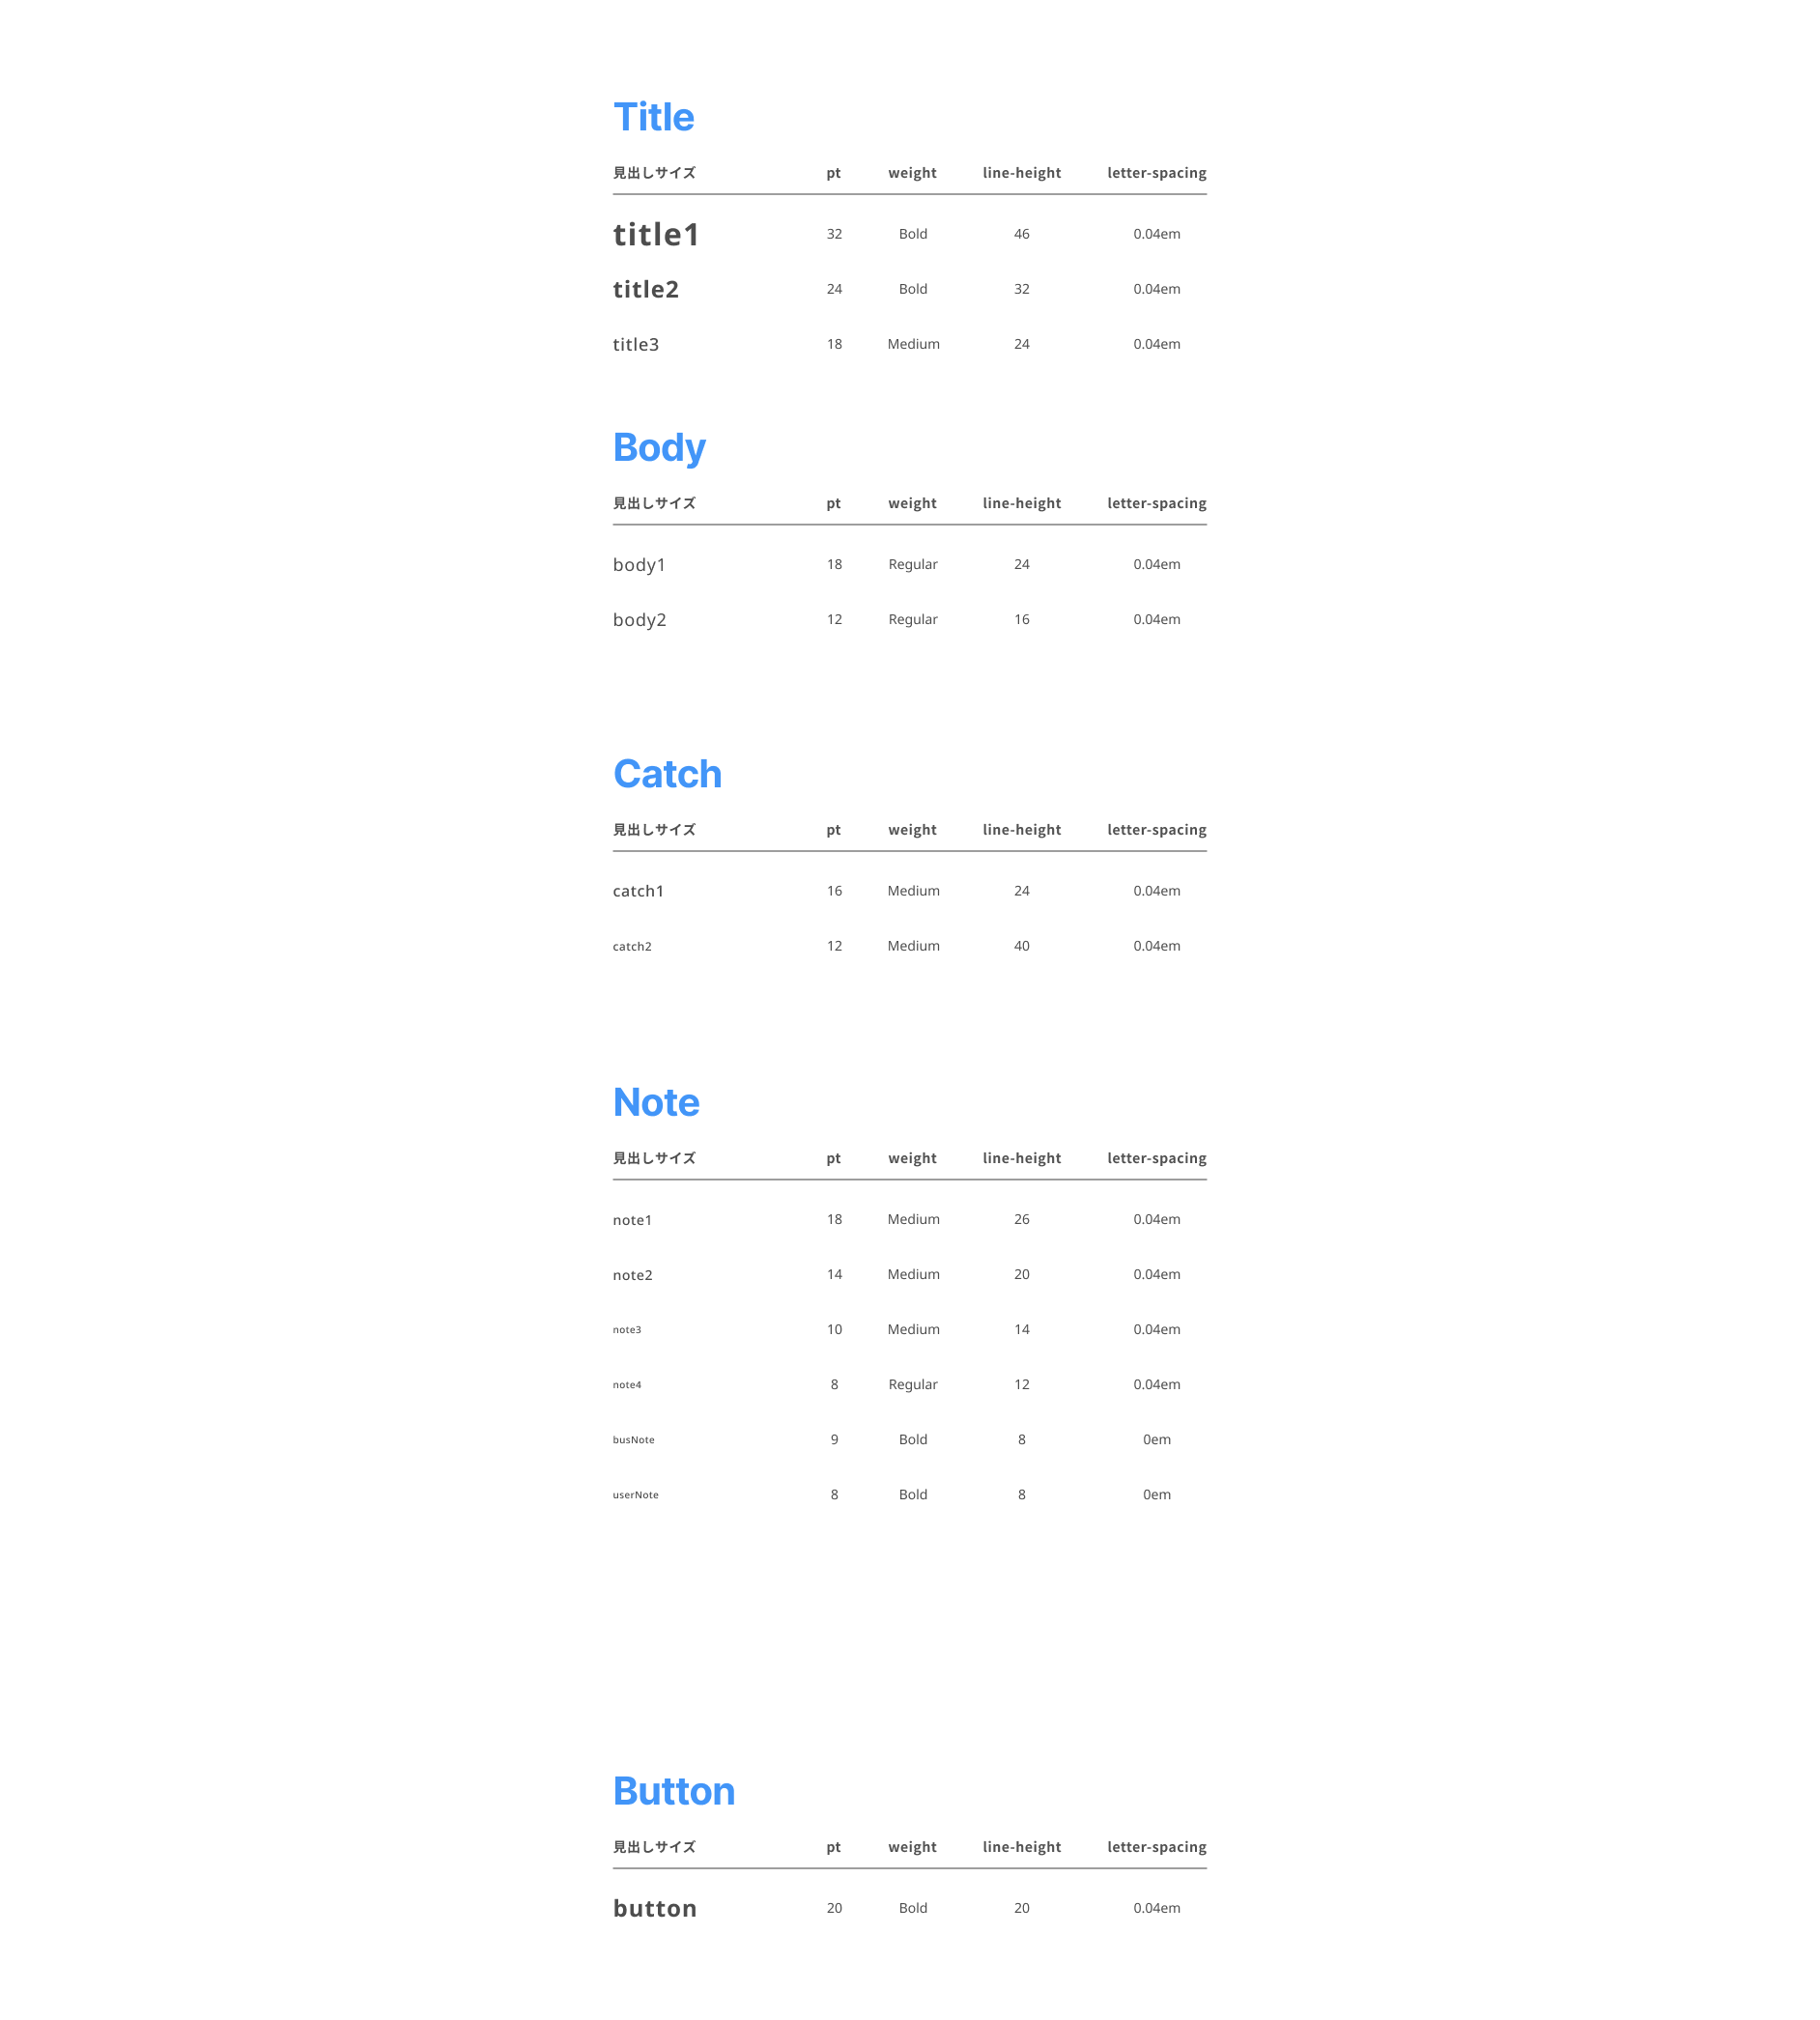 Title
見出しサイズ pt weight line-height letter-spacing
title1 32 Bold 46 0.04em
title2 24 Bold 32 0.04em
title3 18 Medium 24 0.04em
Body
見出しサイズ pt weight line-height letter-spacing
body1 18 Regular 24 0.04em
body2 12 Regular 16 0.04em
Catch
見出しサイズ pt weight line-height letter-spacing
catch1 16 Medium 24 0.04em
catch2 12 Medium 40 0.04em
Note
見出しサイズ pt weight line-height letter-spacing
note1 18 Medium 26 0.04em
note2 14 Medium 20 0.04em
note3 10 Medium 14 0.04em
note4 8 Regular 12 0.04em
busNote 9 Bold 8 0em
userNote 8 Bold 8 0em
Button
見出しサイズ pt weight line-height letter-spacing
button 20 Bold 20 0.04em